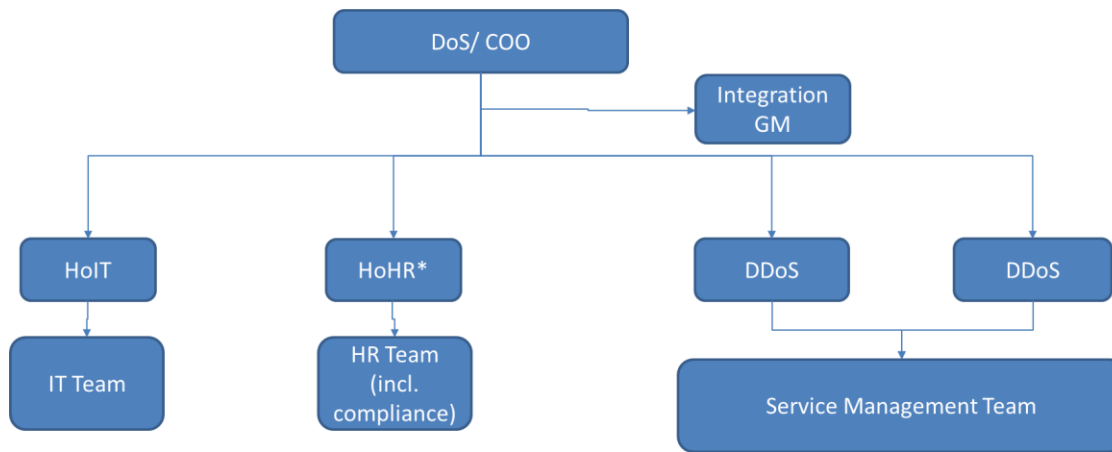 DoS/ COO
Integration
GM
HoIT
HoHR*
DDoS
DDoS
IT Team
HR Team
(incl.
compliance)
Service Management Team